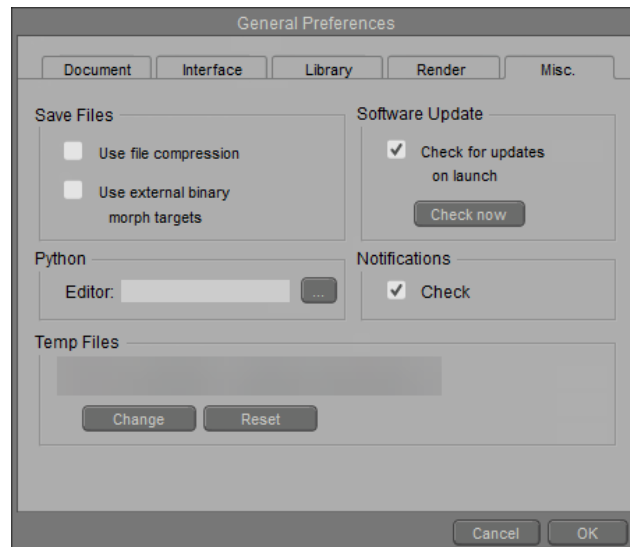 General Preferences
Document
Interface
Library
Render
Misc.
Save Files
Use file compression
Use external binary
morph targets
Software Update
Check for updates
on launch
Check now
Python
Editor:
...
Notifications
Check
Temp Files
Change
Reset
Cancel
OK